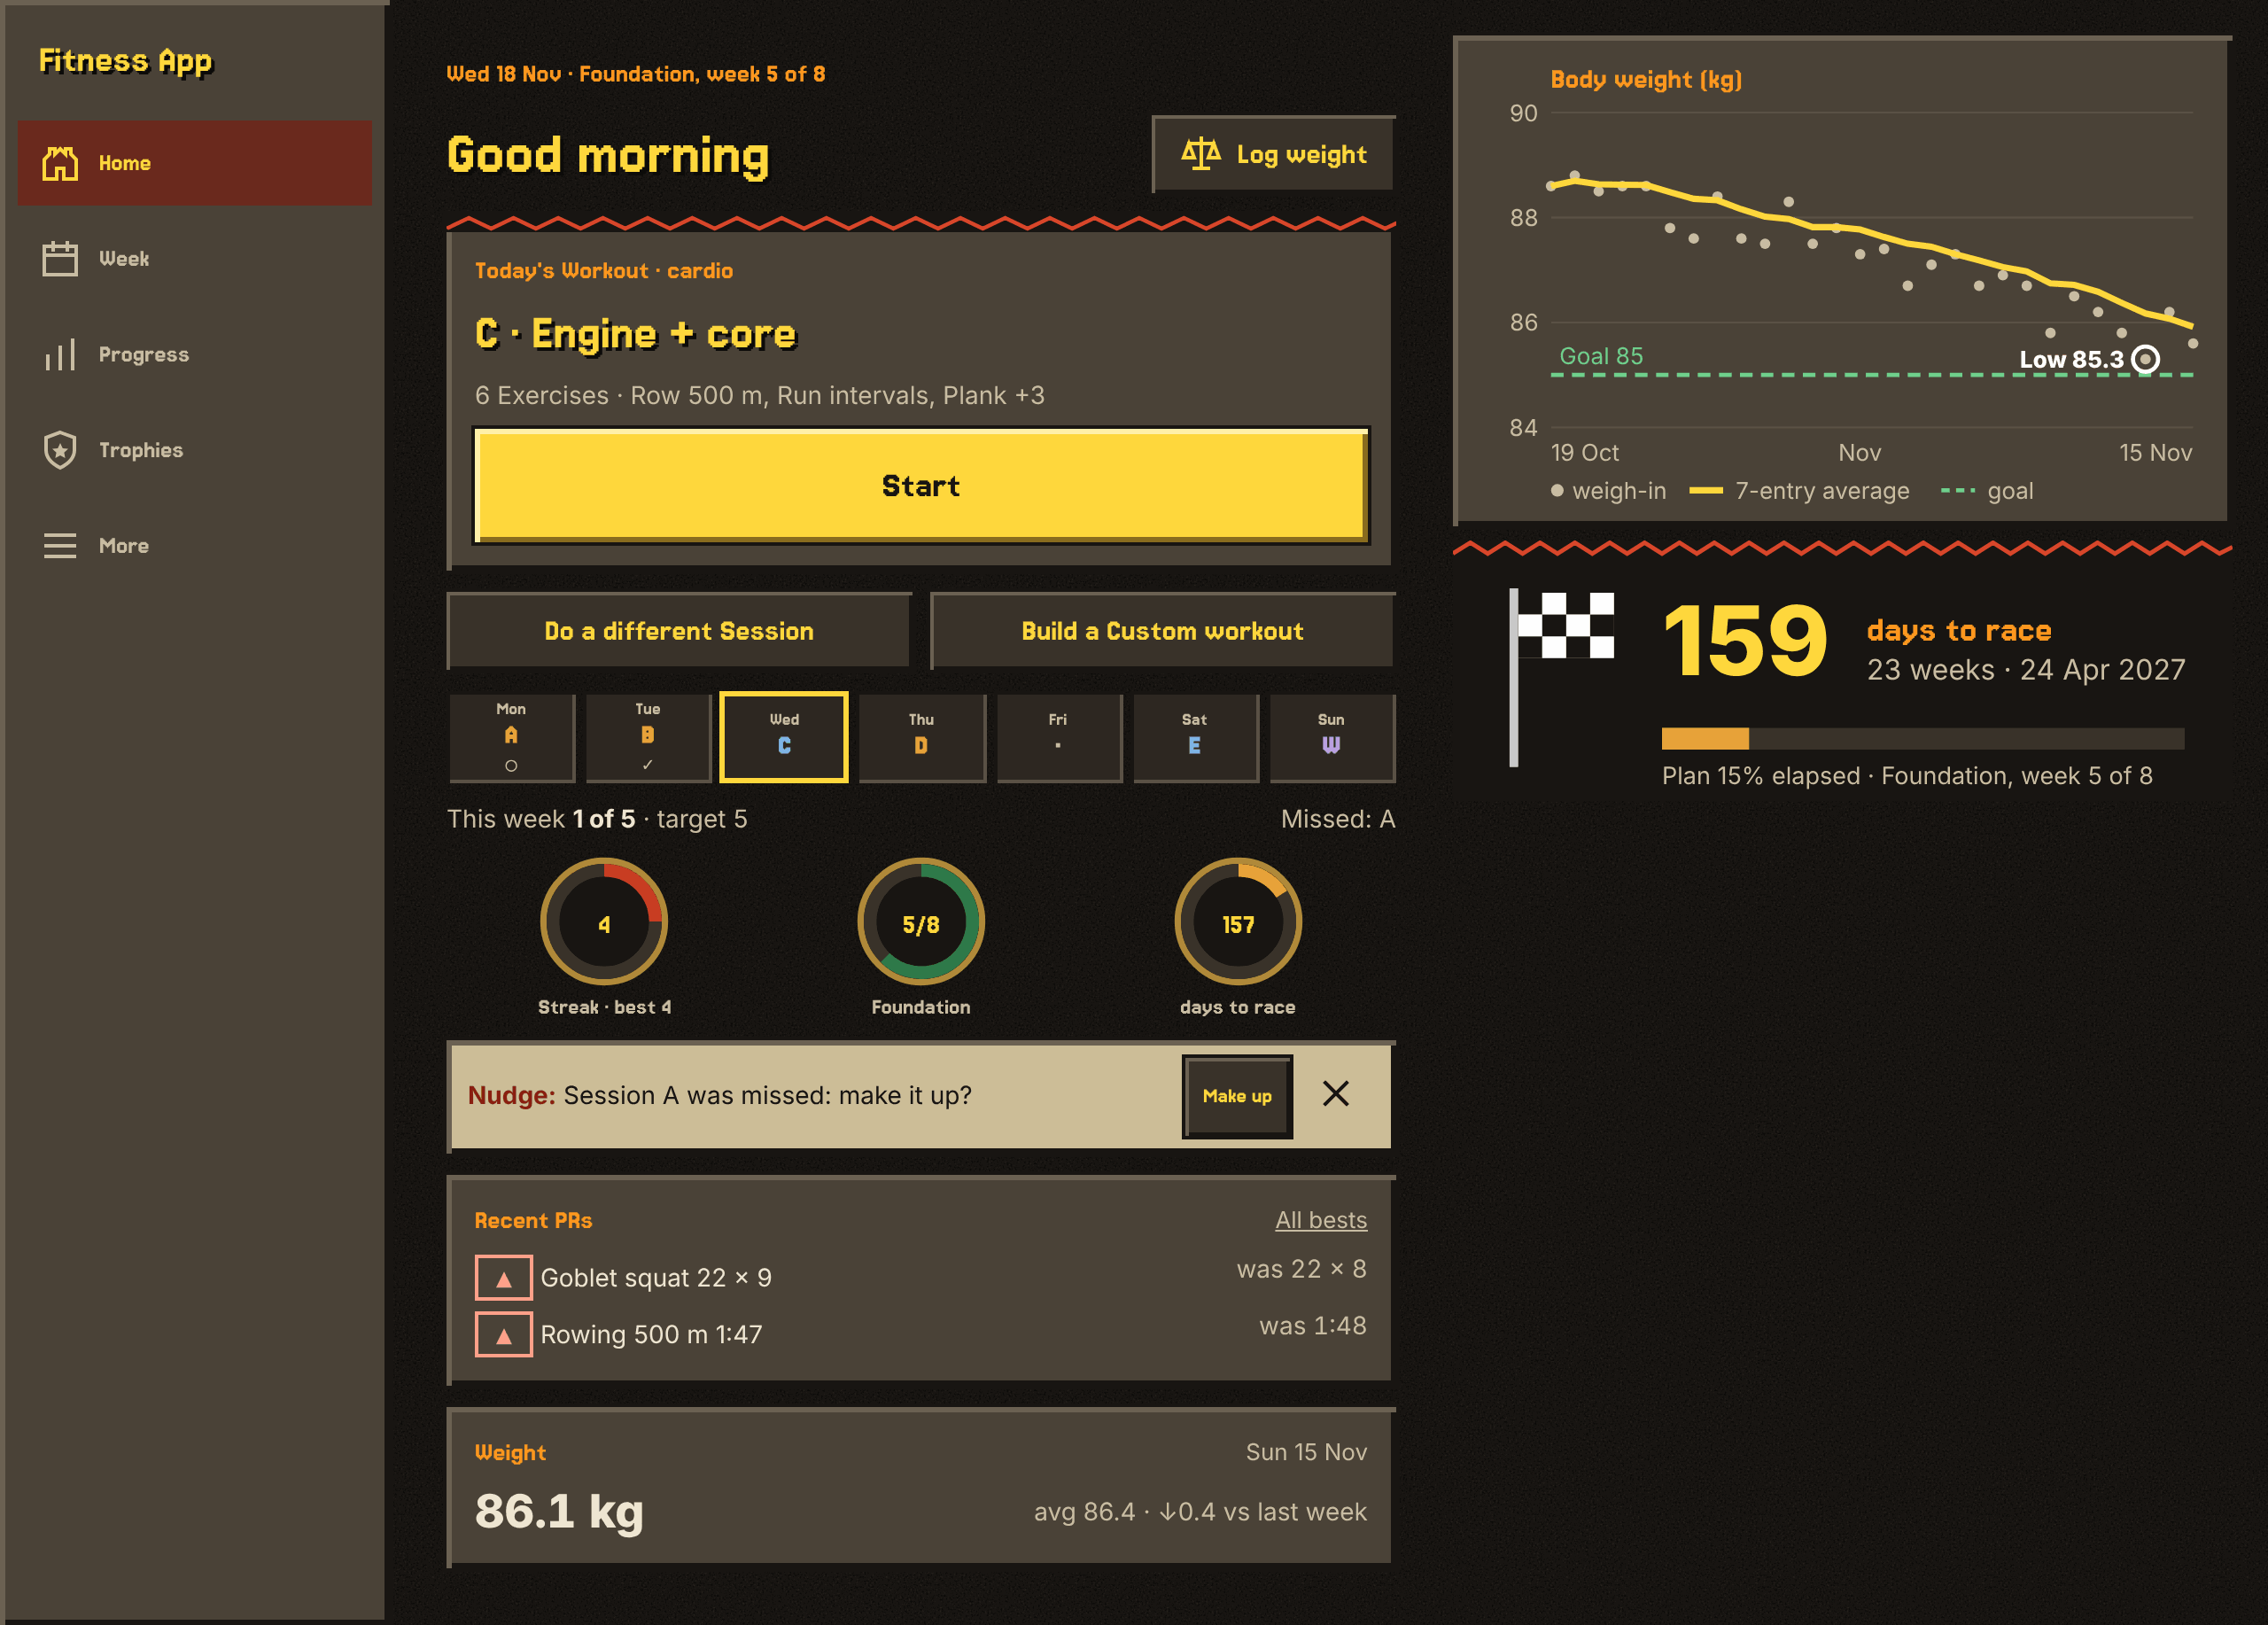 Fitness App
Home
Week
Progress
Trophies
More
Wed 18 Nov · Foundation, week 5 of 8
Good morning
Log weight
Today's Workout · cardio
C · Engine + core
6 Exercises · Row 500 m, Run intervals, Plank +3
Start
Do a different Session
Build a Custom workout
Mon
A
○
Tue
B
✓
Wed
C
Thu
D
Fri
·
Sat
E
Sun
W
This week 1 of 5 · target 5
Missed: A
4
Streak · best 4
5/8
Foundation
157
days to race
Nudge: Session A was missed: make it up?
Make up
Recent PRs
All bests
▲ Goblet squat 22 × 9
was 22 × 8
▲ Rowing 500 m 1:47
was 1:48
Weight
Sun 15 Nov
86.1 kg
avg 86.4 · ↓0.4 vs last week
Body weight (kg)
90
88
86
84
Goal 85
Low 85.3
19 Oct
Nov
15 Nov
weigh-in
7-entry average
goal
159
days to race
23 weeks · 24 Apr 2027
Plan 15% elapsed · Foundation, week 5 of 8